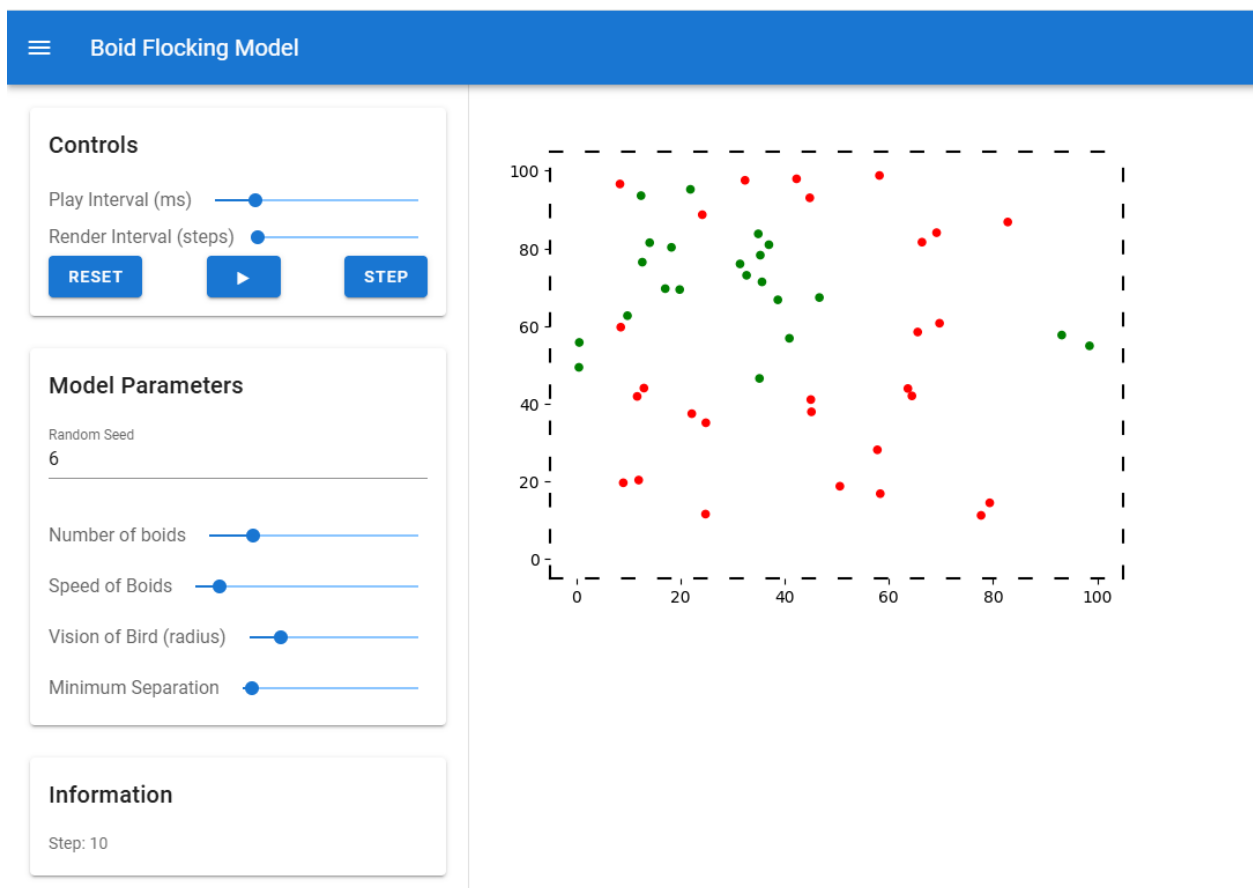 Boid Flocking Model
Controls
Play Interval (ms)
Render Interval (steps)
RESET
STEP
Model Parameters
Random Seed
6
Number of boids
Speed of Boids
Vision of Bird (radius)
Minimum Separation
Information
Step: 10
100
80
60
40
20
0
0 20 40 60 80 100